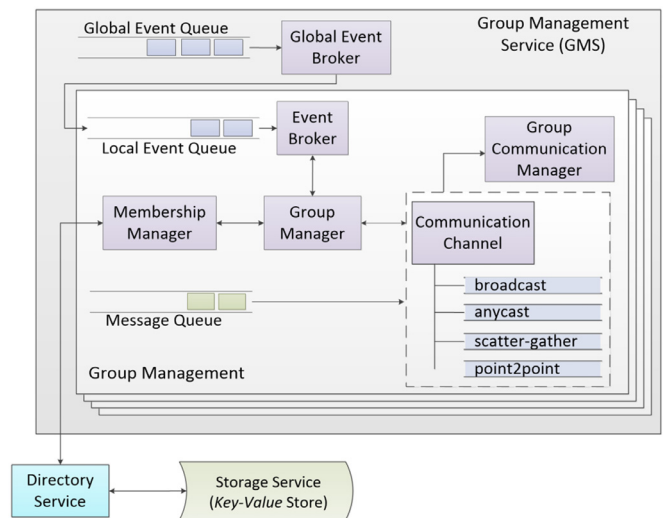 Global Event Queue
Global Event
Broker
Group Management
Service (GMS)
Local Event Queue
Event
Broker
Group
Communication
Manager
Membership
Manager
Group
Manager
Communication
Channel
broadcast
anycast
scatter-gather
point2point
Message Queue
Group Management
Directory
Service
Storage Service
(Key-Value Store)